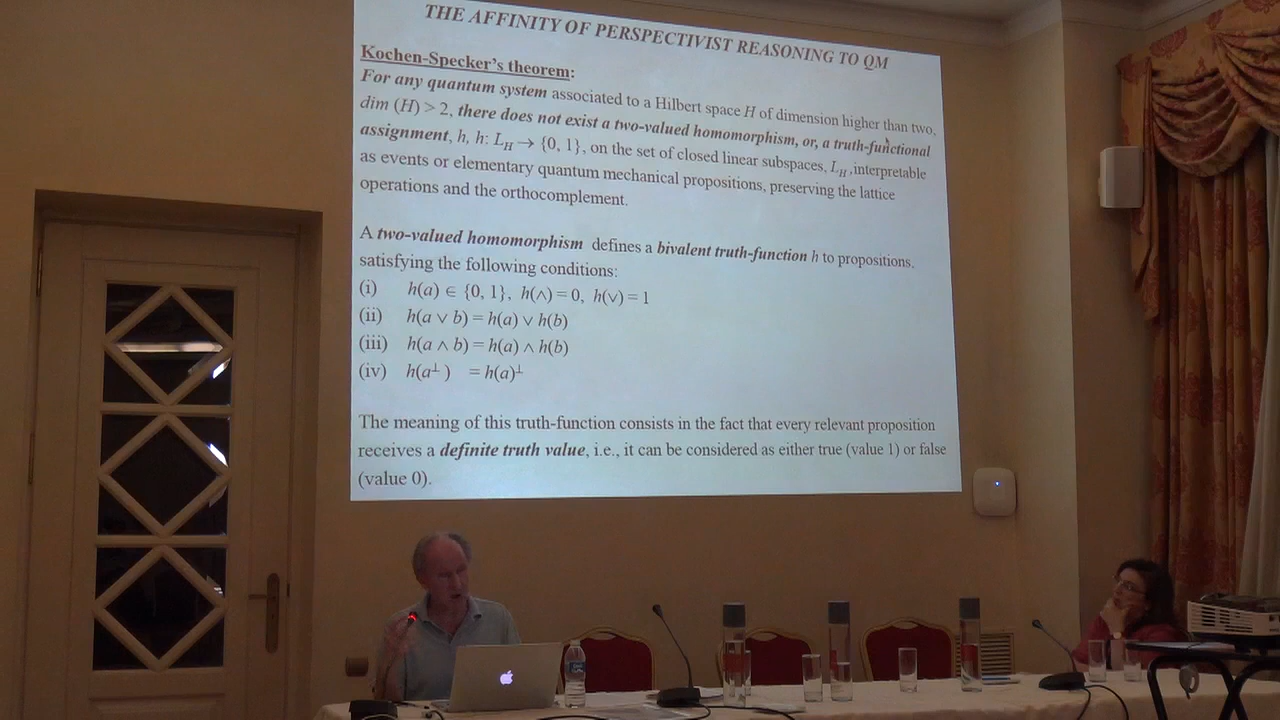 THE AFFINITY OF PERSPECTIVIST REASONING TO QM
Kochen-Specker's theorem:
For any quantum system associated to a Hilbert space H of dimension higher than two,
dim (H) > 2, there does not exist a two-valued homomorphism, or, a truth-functional
assignment, h, h: L_H → {0, 1}, on the set of closed linear subspaces, L_H, interpretable
as events or elementary quantum mechanical propositions, preserving the lattice
operations and the orthocomplement.
A two-valued homomorphism defines a bivalent truth-function h to propositions,
satisfying the following conditions:
(i) h(a) ∈ {0, 1}, h(∧) = 0, h(∨) = 1
(ii) h(a ∨ b) = h(a) ∨ h(b)
(iii) h(a ∧ b) = h(a) ∧ h(b)
(iv) h(a⊥ ) = h(a)⊥
The meaning of this truth-function consists in the fact that every relevant proposition
receives a definite truth value, i.e., it can be considered as either true (value 1) or false
(value 0).